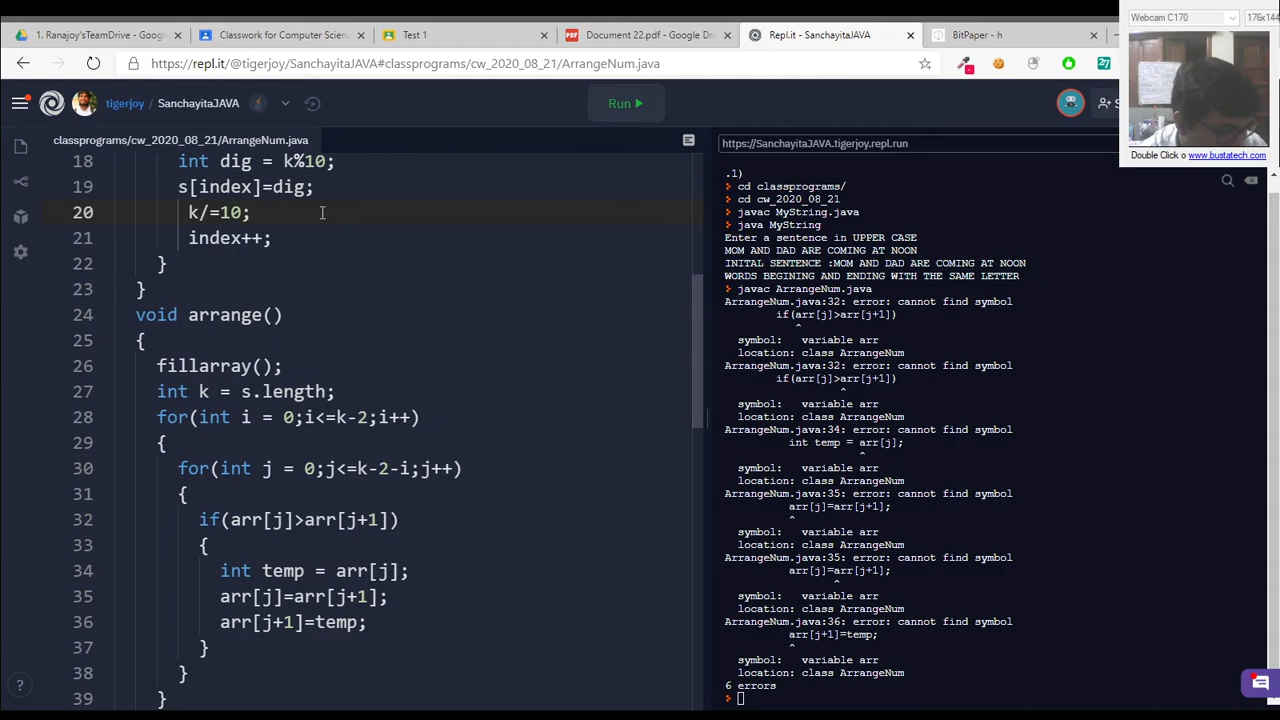 Webcam C170
176x144
1. Ranajoy'sTeamDrive - Googl
Classwork for Computer Scienc
Test 1
Document 22.pdf - Google Dri
Repl.it - SanchayitaJAVA
BitPaper - h
https://repl.it/@tigerjoy/SanchayitaJAVA#classprograms/cw_2020_08_21/ArrangeNum.java
27
tigerjoy / SanchayitaJAVA
Run
S
Double Click o www.bustatech.com
classprograms/cw_2020_08_21/ArrangeNum.java
https://SanchayitaJAVA.tigerjoy.repl.run
18 int dig = k%10;
19 s[index]=dig;
20 k/=10;
21 index++;
22 }
23 }
24 void arrange()
25 {
26 fillarray();
27 int k = s.length;
28 for(int i = 0;i<=k-2;i++)
29 {
30 for(int j = 0;j<=k-2-i;j++)
31 {
32 if(arr[j]>arr[j+1])
33 {
34 int temp = arr[j];
35 arr[j]=arr[j+1];
36 arr[j+1]=temp;
37 }
38 }
39 }
.1)
cd classprograms/
cd cw_2020_08_21
javac MyString.java
java MyString
Enter a sentence in UPPER CASE
MOM AND DAD ARE COMING AT NOON
INITAL SENTENCE :MOM AND DAD ARE COMING AT NOON
WORDS BEGINING AND ENDING WITH THE SAME LETTER
javac ArrangeNum.java
ArrangeNum.java:32: error: cannot find symbol
if(arr[j]>arr[j+1])
^
symbol: variable arr
location: class ArrangeNum
ArrangeNum.java:32: error: cannot find symbol
if(arr[j]>arr[j+1])
^
symbol: variable arr
location: class ArrangeNum
ArrangeNum.java:34: error: cannot find symbol
int temp = arr[j];
^
symbol: variable arr
location: class ArrangeNum
ArrangeNum.java:35: error: cannot find symbol
arr[j]=arr[j+1];
^
symbol: variable arr
location: class ArrangeNum
ArrangeNum.java:35: error: cannot find symbol
arr[j]=arr[j+1];
^
symbol: variable arr
location: class ArrangeNum
ArrangeNum.java:36: error: cannot find symbol
arr[j+1]=temp;
^
symbol: variable arr
location: class ArrangeNum
6 errors
?